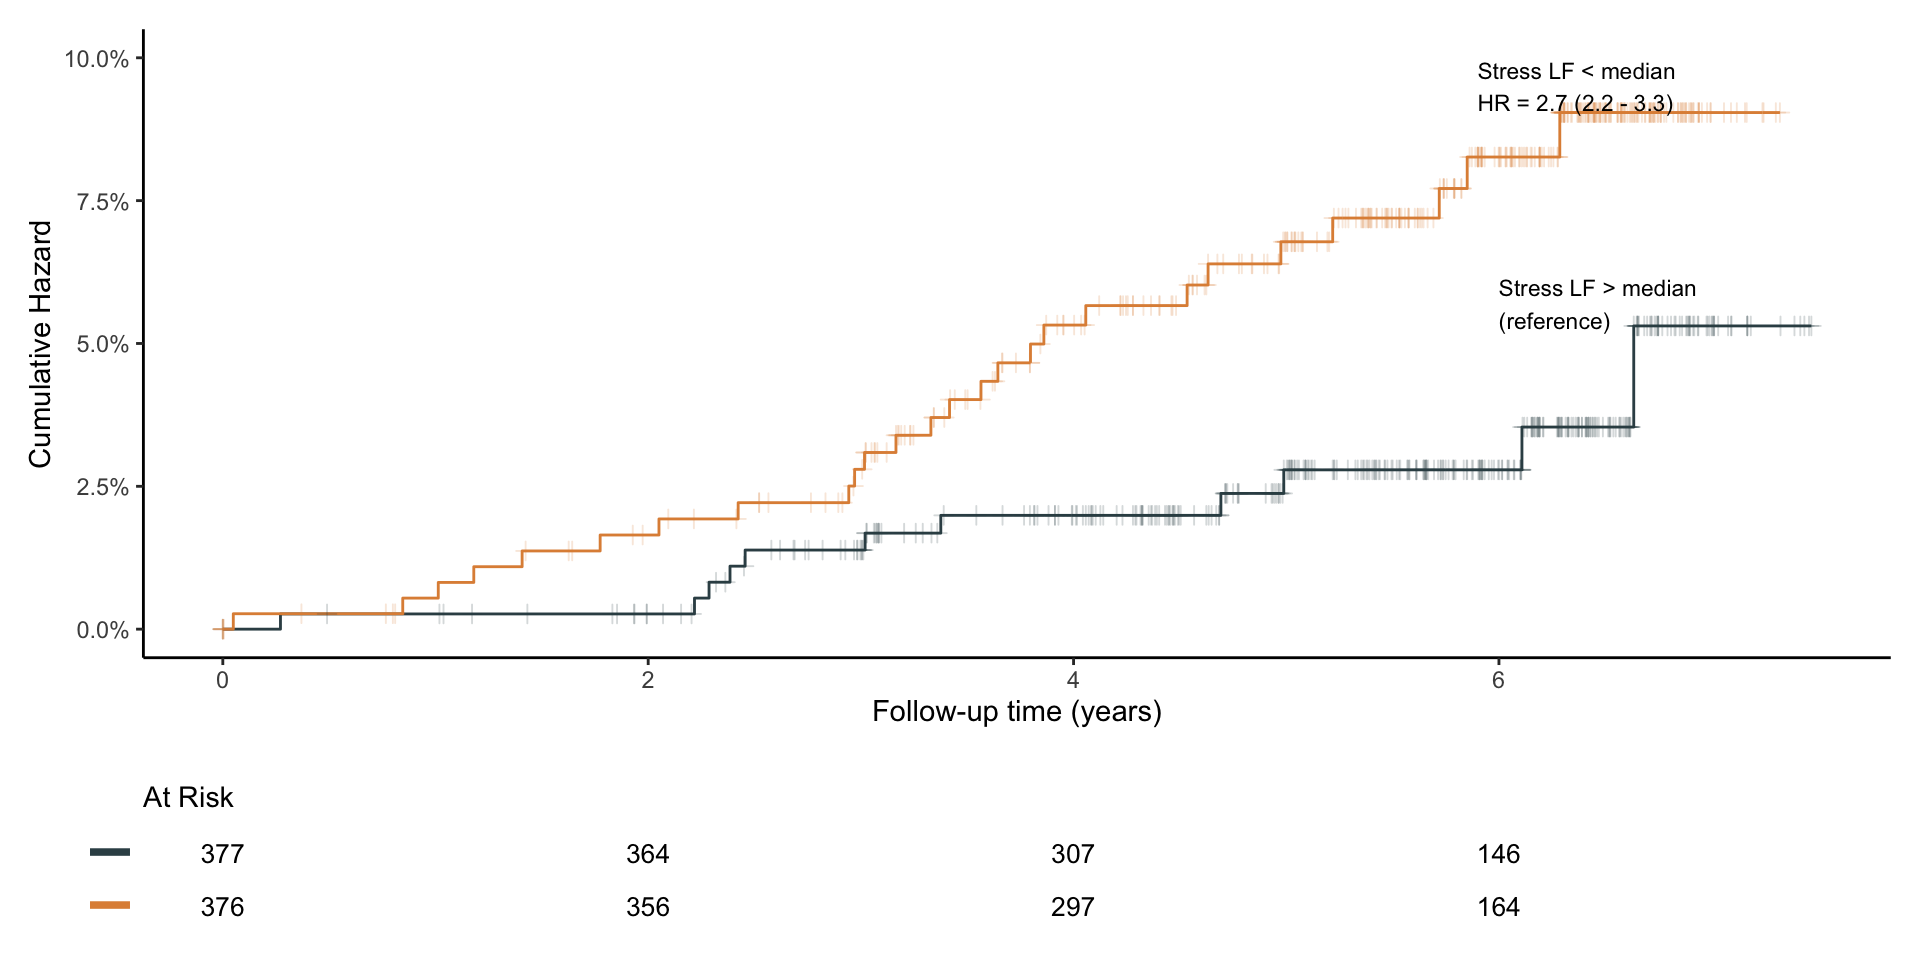 10.0%
7.5%
5.0%
2.5%
0.0%
Cumulative Hazard
Stress LF < median
HR = 2.7 (2.2 - 3.3)
Stress LF > median
(reference)
0 2 4 6
Follow-up time (years)
At Risk
377 364 307 146
376 356 297 164